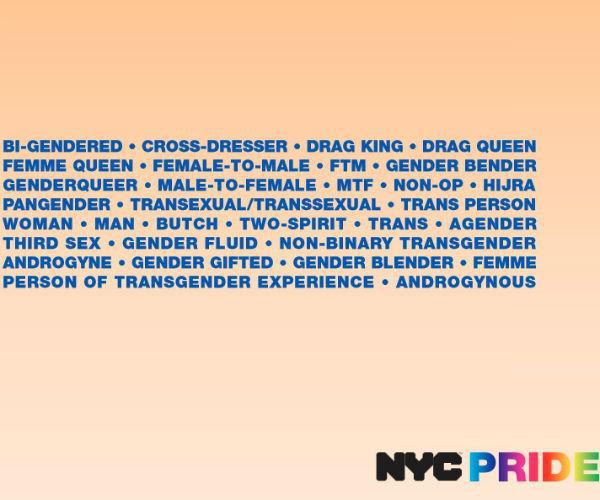 BI-GENDERED • CROSS-DRESSER • DRAG KING • DRAG QUEEN
FEMME QUEEN • FEMALE-TO-MALE • FTM • GENDER BENDER
GENDERQUEER • MALE-TO-FEMALE • MTF • NON-OP • HIJRA
PANGENDER • TRANSEXUAL/TRANSSEXUAL • TRANS PERSON
WOMAN • MAN • BUTCH • TWO-SPIRIT • TRANS • AGENDER
THIRD SEX • GENDER FLUID • NON-BINARY TRANSGENDER
ANDROGYNE • GENDER GIFTED • GENDER BLENDER • FEMME
PERSON OF TRANSGENDER EXPERIENCE • ANDROGYNOUS
NYC PRIDE